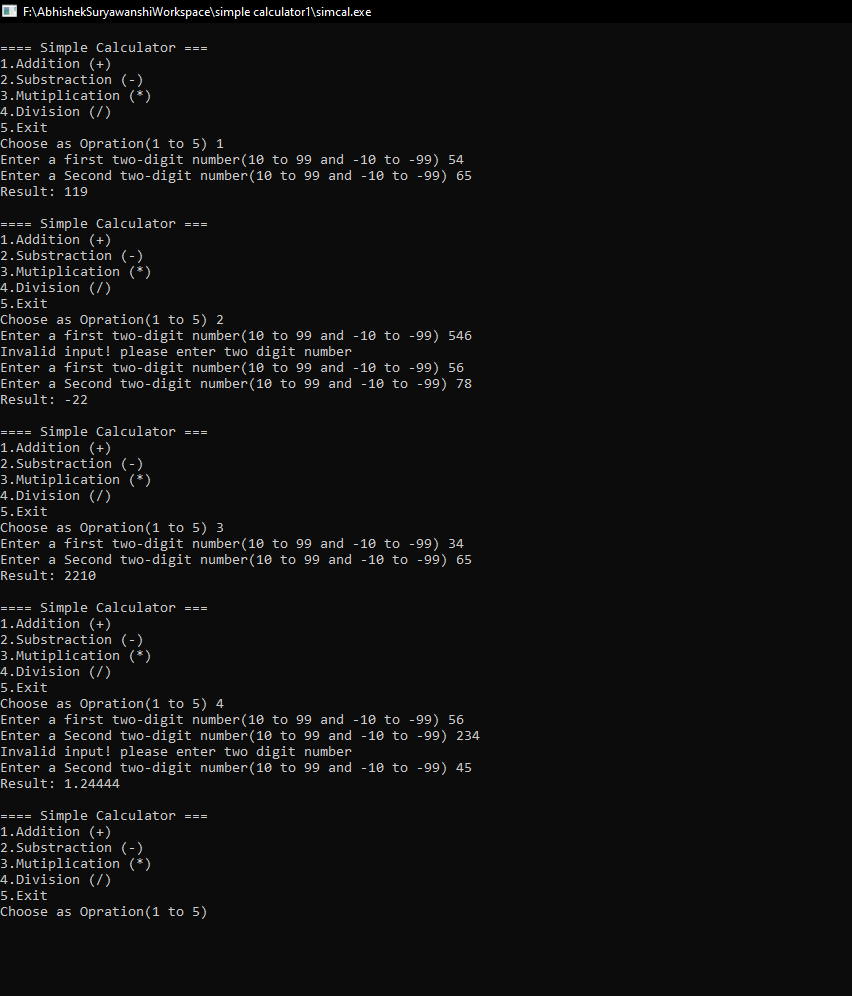 F:\AbhishekSuryawanshiWorkspace\simple calculator1\simcal.exe
==== Simple Calculator ===
1.Addition (+)
2.Substraction (-)
3.Mutiplication (*)
4.Division (/)
5.Exit
Choose as Opration(1 to 5) 1
Enter a first two-digit number(10 to 99 and -10 to -99) 54
Enter a Second two-digit number(10 to 99 and -10 to -99) 65
Result: 119
==== Simple Calculator ===
1.Addition (+)
2.Substraction (-)
3.Mutiplication (*)
4.Division (/)
5.Exit
Choose as Opration(1 to 5) 2
Enter a first two-digit number(10 to 99 and -10 to -99) 546
Invalid input! please enter two digit number
Enter a first two-digit number(10 to 99 and -10 to -99) 56
Enter a Second two-digit number(10 to 99 and -10 to -99) 78
Result: -22
==== Simple Calculator ===
1.Addition (+)
2.Substraction (-)
3.Mutiplication (*)
4.Division (/)
5.Exit
Choose as Opration(1 to 5) 3
Enter a first two-digit number(10 to 99 and -10 to -99) 34
Enter a Second two-digit number(10 to 99 and -10 to -99) 65
Result: 2210
==== Simple Calculator ===
1.Addition (+)
2.Substraction (-)
3.Mutiplication (*)
4.Division (/)
5.Exit
Choose as Opration(1 to 5) 4
Enter a first two-digit number(10 to 99 and -10 to -99) 56
Enter a Second two-digit number(10 to 99 and -10 to -99) 234
Invalid input! please enter two digit number
Enter a Second two-digit number(10 to 99 and -10 to -99) 45
Result: 1.24444
==== Simple Calculator ===
1.Addition (+)
2.Substraction (-)
3.Mutiplication (*)
4.Division (/)
5.Exit
Choose as Opration(1 to 5)